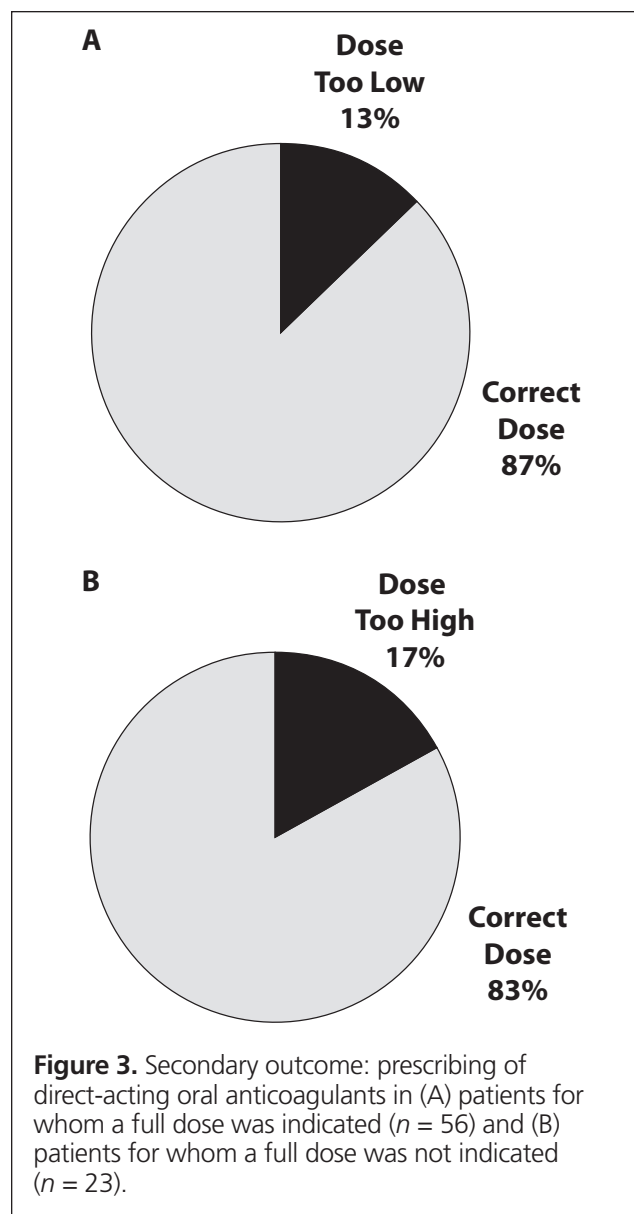 A
Dose
Too Low
13%
Correct
Dose
87%
B
Dose
Too High
17%
Correct
Dose
83%
Figure 3. Secondary outcome: prescribing of
direct-acting oral anticoagulants in (A) patients for
whom a full dose was indicated (n = 56) and (B)
patients for whom a full dose was not indicated
(n = 23).